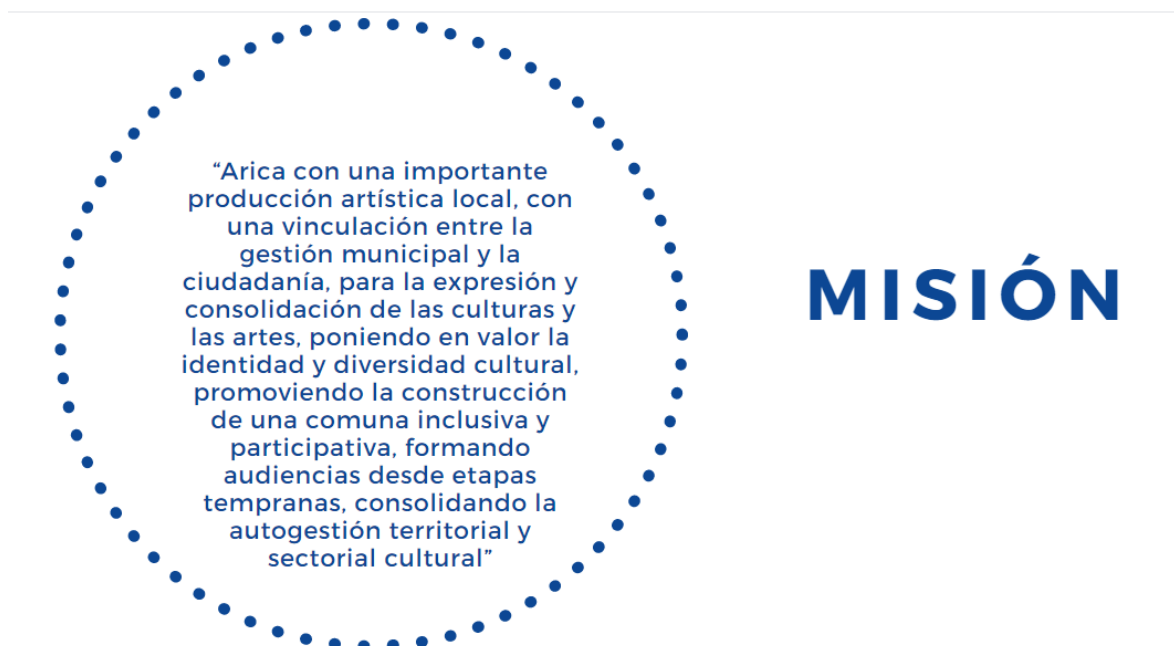 “Arica con una importante
producción artística local, con
una vinculación entre la
gestión municipal y la
ciudadanía, para la expresión y
consolidación de las culturas y
las artes, poniendo en valor la
identidad y diversidad cultural,
promoviendo la construcción
de una comuna inclusiva y
participativa, formando
audiencias desde etapas
tempranas, consolidando la
autogestión territorial y
sectorial cultural”
MISIÓN